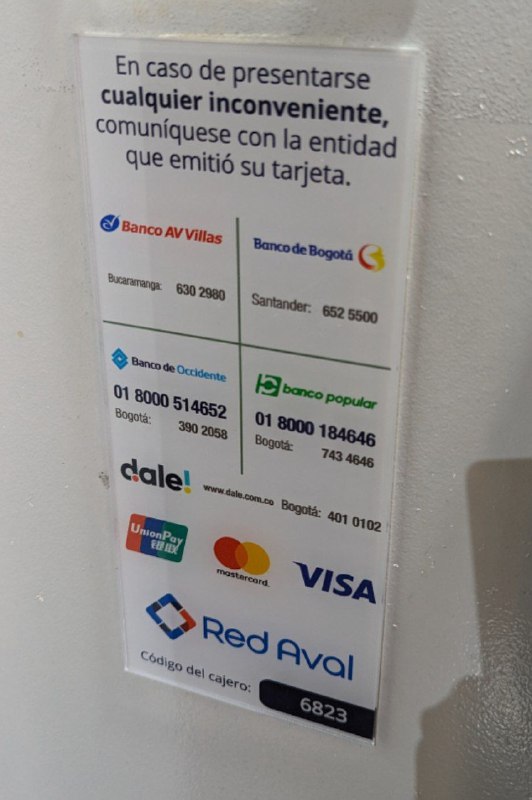 En caso de presentarse
cualquier inconveniente,
comuníquese con la entidad
que emitió su tarjeta.
AV Banco AV Villas
Bucaramanga: 630 2980
Banco de Bogotá
Santander: 652 5500
Banco de Occidente
01 8000 514652
Bogotá: 390 2058
banco popular
01 8000 184646
Bogotá: 743 4646
dale! www.dale.com.co Bogotá: 401 0102
UnionPay
银联
mastercard.
VISA
Red Aval
Código del cajero: 6823